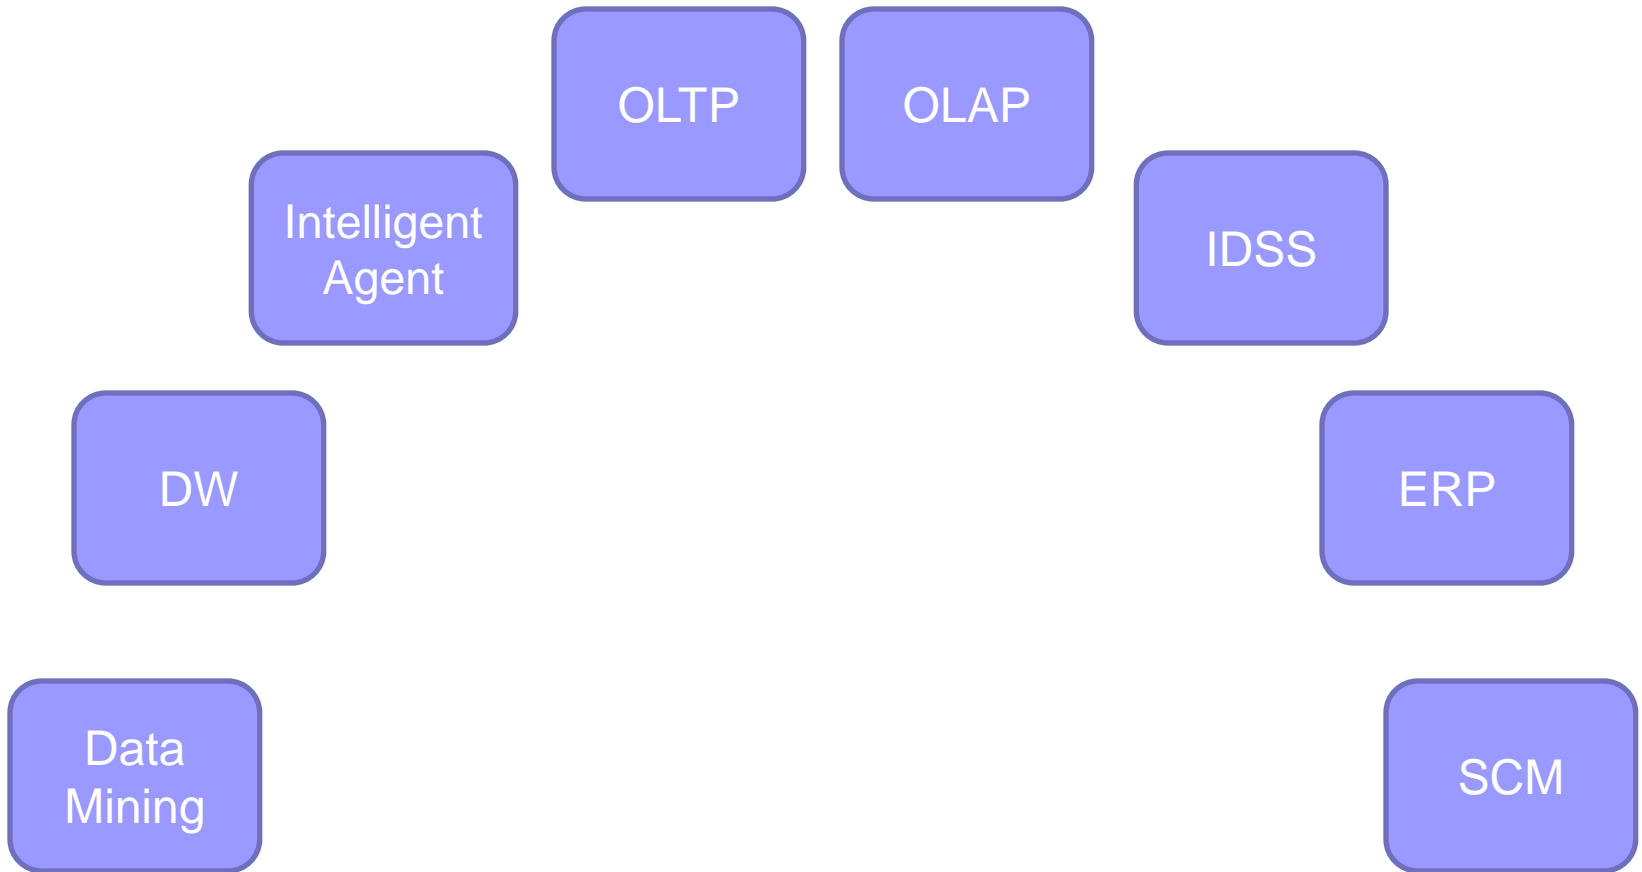 OLTP
OLAP
Intelligent
Agent
IDSS
DW
ERP
Data
Mining
SCM